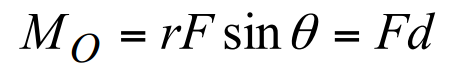 M_O = rF sin θ = Fd